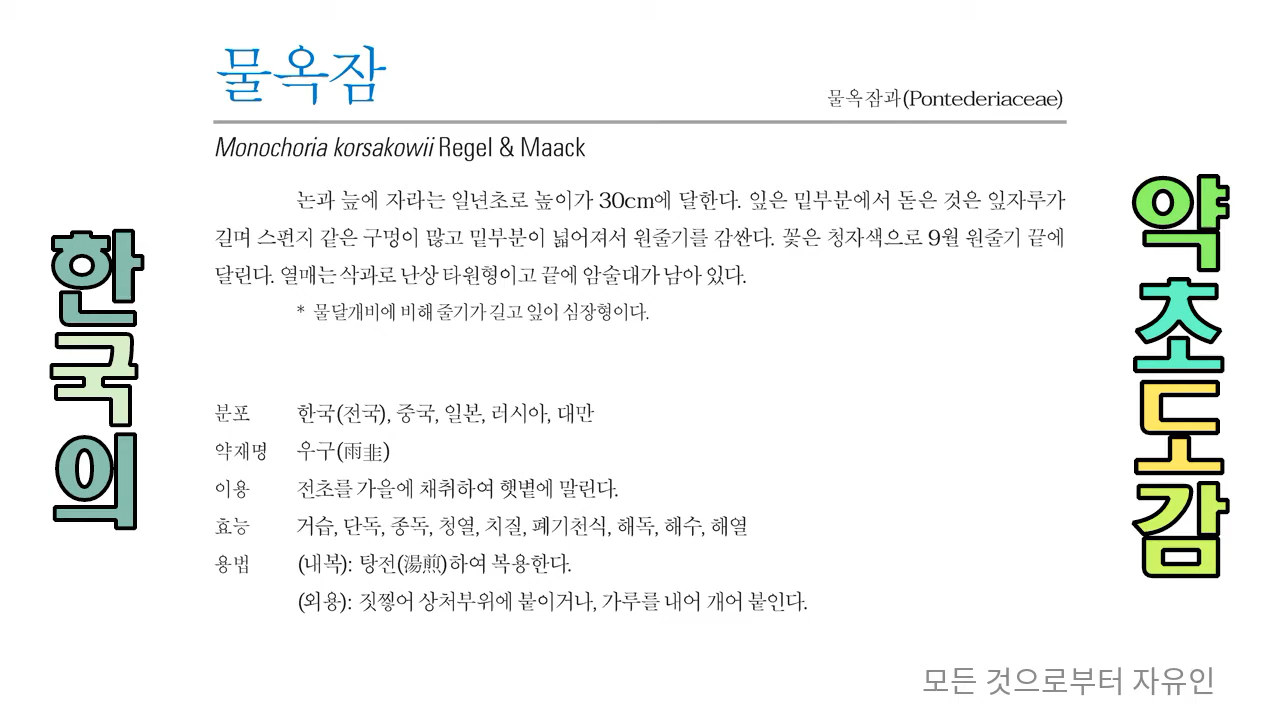 물옥잠
물옥잠과(Pontederiaceae)
Monochoria korsakowii Regel & Maack
논과 늪에 자라는 일년초로 높이가 30cm에 달한다. 잎은 밑부분에서 돋은 것은 잎자루가
길며 스펀지 같은 구멍이 많고 밑부분이 넓어져서 원줄기를 감싼다. 꽃은 청자색으로 9월 원줄기 끝에
달린다. 열매는 삭과로 난상 타원형이고 끝에 암술대가 남아 있다.
* 물달개비에 비해 줄기가 길고 잎이 심장형이다.
분포 한국(전국), 중국, 일본, 러시아, 대만
약재명 우구(雨韭)
이용 전초를 가을에 채취하여 햇볕에 말린다.
효능 거습, 단독, 종독, 청열, 치질, 폐기천식, 해독, 해수, 해열
용법 (내복): 탕전(湯煎)하여 복용한다.
(외용): 짓찧어 상처부위에 붙이거나, 가루를 내어 개어 붙인다.
한국의
약초도감
모든 것으로부터 자유인